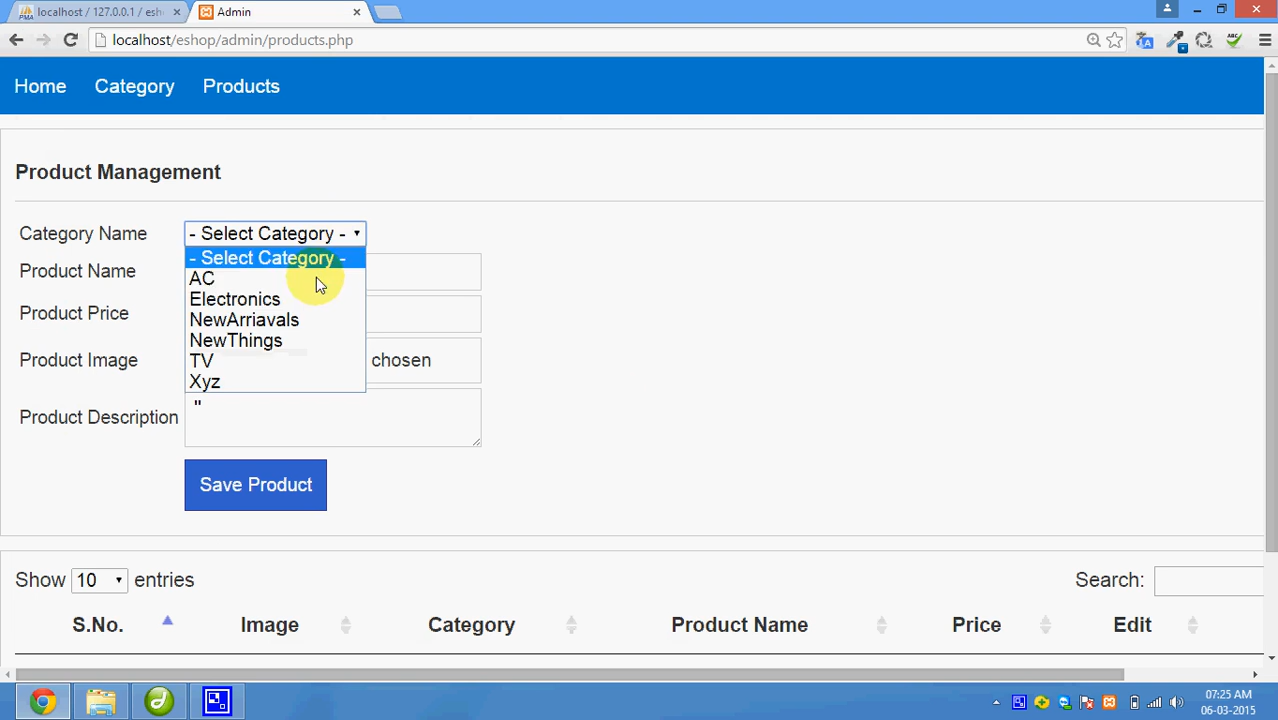 localhost / 127.0.0.1 / esh
Admin
localhost/eshop/admin/products.php
Home Category Products
Product Management
Category Name - Select Category -
- Select Category -
AC
Electronics
NewArriavals
NewThings
TV
Xyz
Product Name
Product Price
Product Image chosen
Product Description "
Save Product
Show 10 entries Search:
S.No. Image Category Product Name Price Edit
07:25 AM
06-03-2015